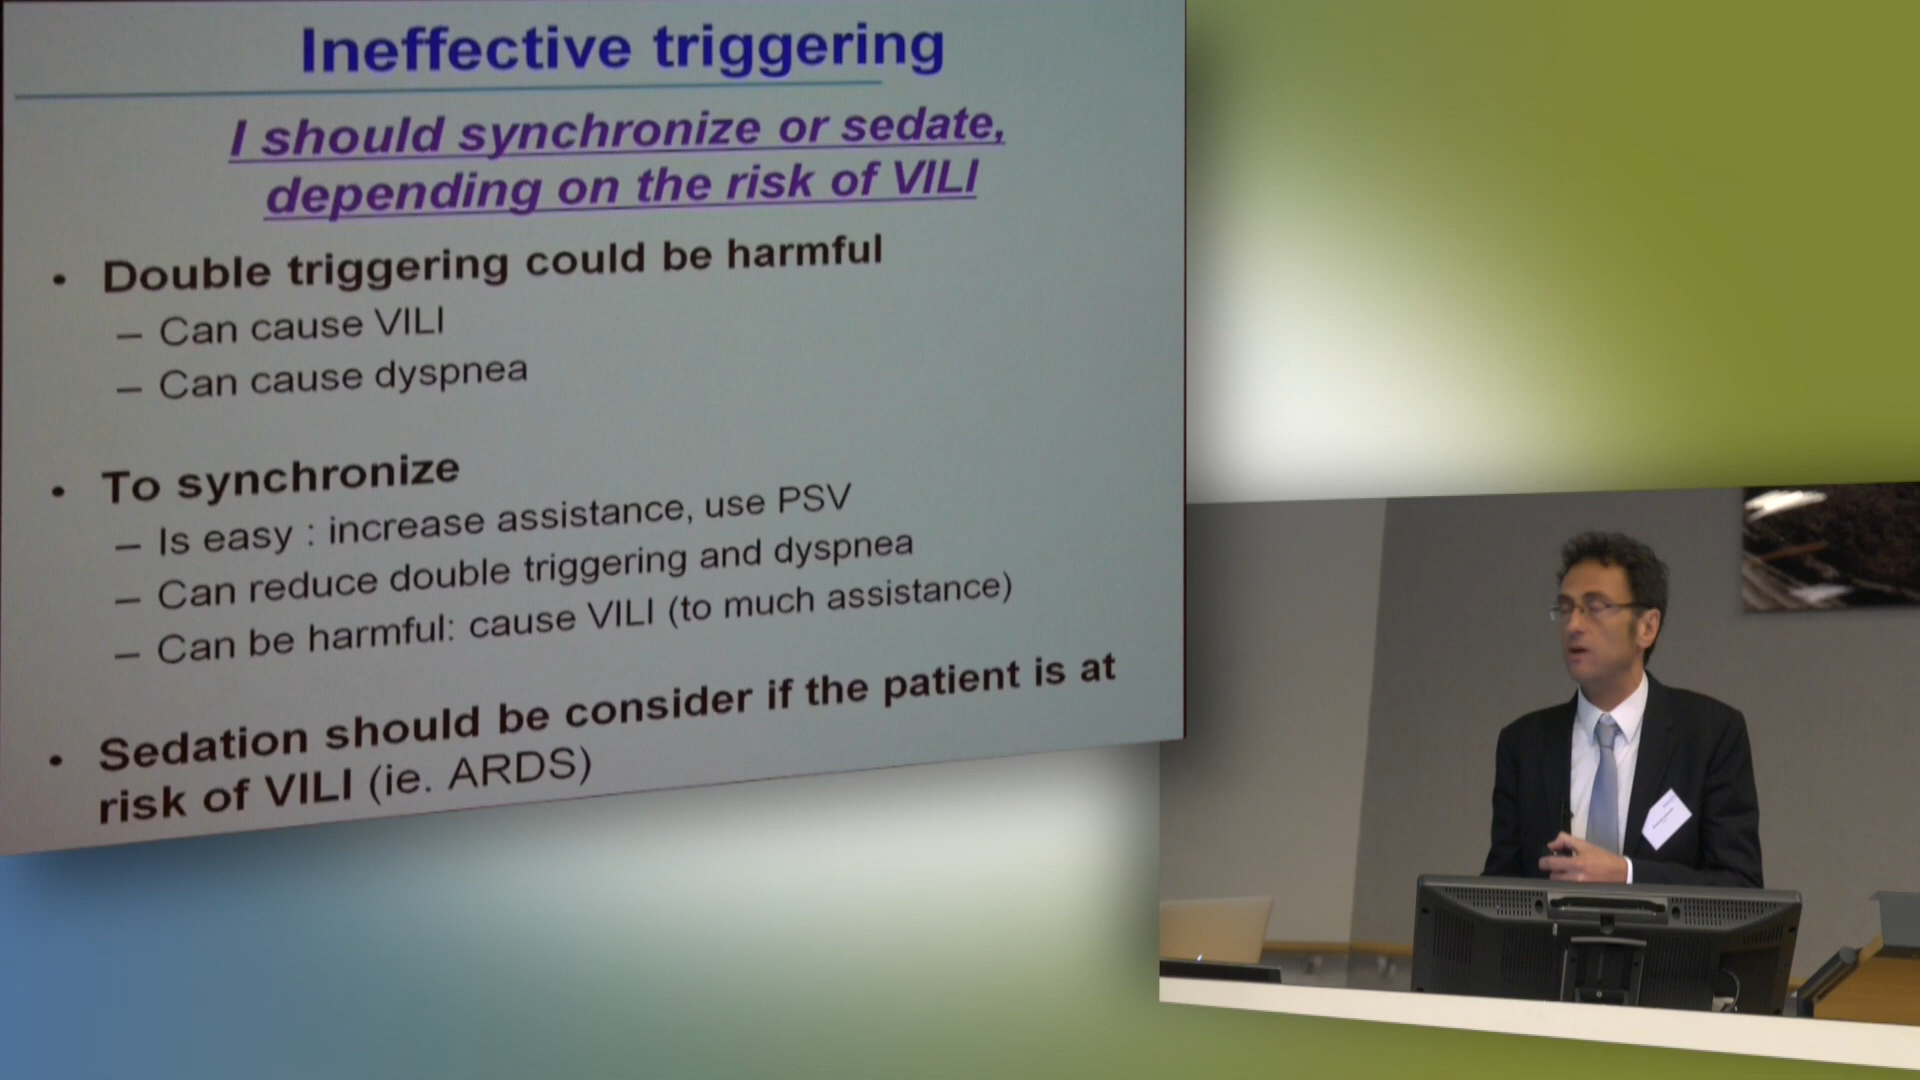 Ineffective triggering
I should synchronize or sedate,
depending on the risk of VILI
• Double triggering could be harmful
– Can cause VILI
– Can cause dyspnea
• To synchronize
– Is easy : increase assistance, use PSV
– Can reduce double triggering and dyspnea
– Can be harmful: cause VILI (to much assistance)
• Sedation should be consider if the patient is at
risk of VILI (ie. ARDS)